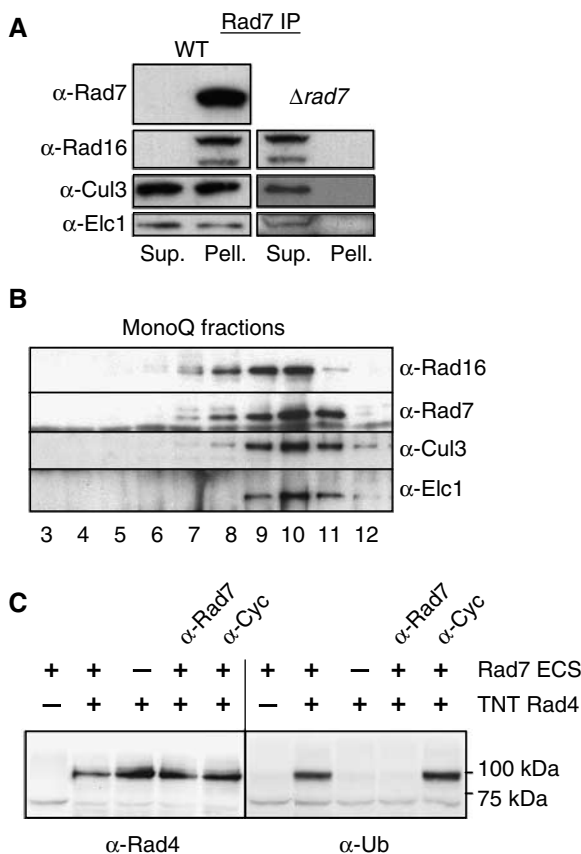 A
Rad7 IP
WT
α-Rad7
Δrad7
α-Rad16
α-Cul3
α-Elc1
Sup. Pell. Sup. Pell.
B
MonoQ fractions
α-Rad16
α-Rad7
α-Cul3
α-Elc1
3 4 5 6 7 8 9 10 11 12
C
α-Rad7 α-Cyc α-Rad7 α-Cyc
+ + – + + + + – + + Rad7 ECS
– + + + + – + + + + TNT Rad4
100 kDa
75 kDa
α-Rad4 α-Ub